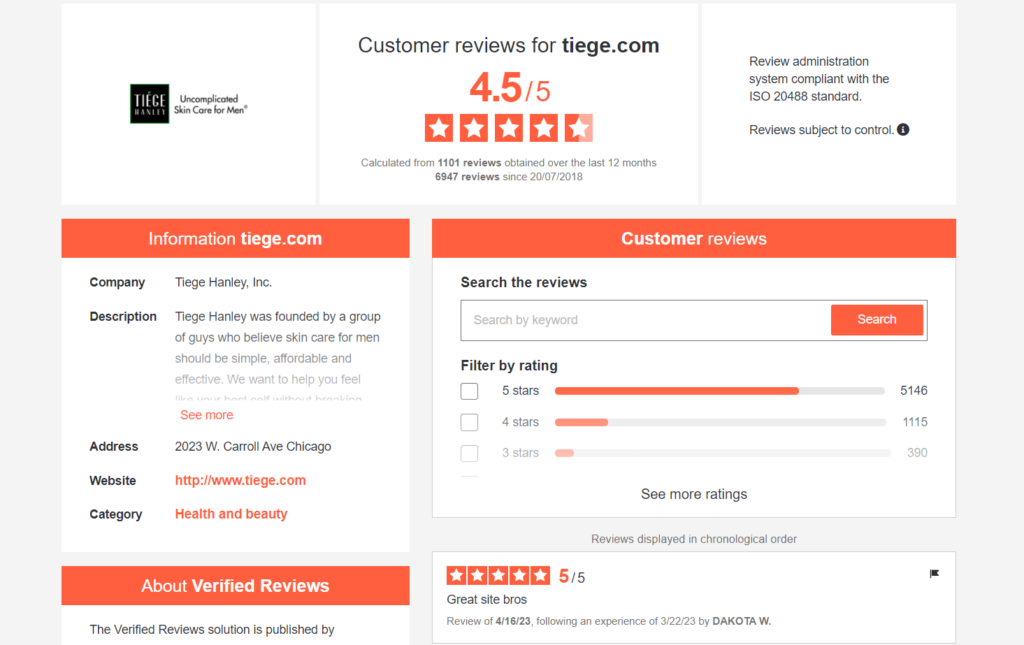 TIÉGE
HANLEY
Uncomplicated
Skin Care for Men®
Customer reviews for tiege.com
4.5/5
Calculated from 1101 reviews obtained over the last 12 months
6947 reviews since 20/07/2018
Review administration
system compliant with the
ISO 20488 standard.
Reviews subject to control.
Information tiege.com
Company Tiege Hanley, Inc.
Description Tiege Hanley was founded by a group
of guys who believe skin care for men
should be simple, affordable and
effective. We want to help you feel
like your best self without breaking
See more
Address 2023 W. Carroll Ave Chicago
Website http://www.tiege.com
Category Health and beauty
About Verified Reviews
The Verified Reviews solution is published by
Customer reviews
Search the reviews
Search by keyword Search
Filter by rating
5 stars 5146
4 stars 1115
3 stars 390
See more ratings
Reviews displayed in chronological order
5/5
Great site bros
Review of 4/16/23, following an experience of 3/22/23 by DAKOTA W.